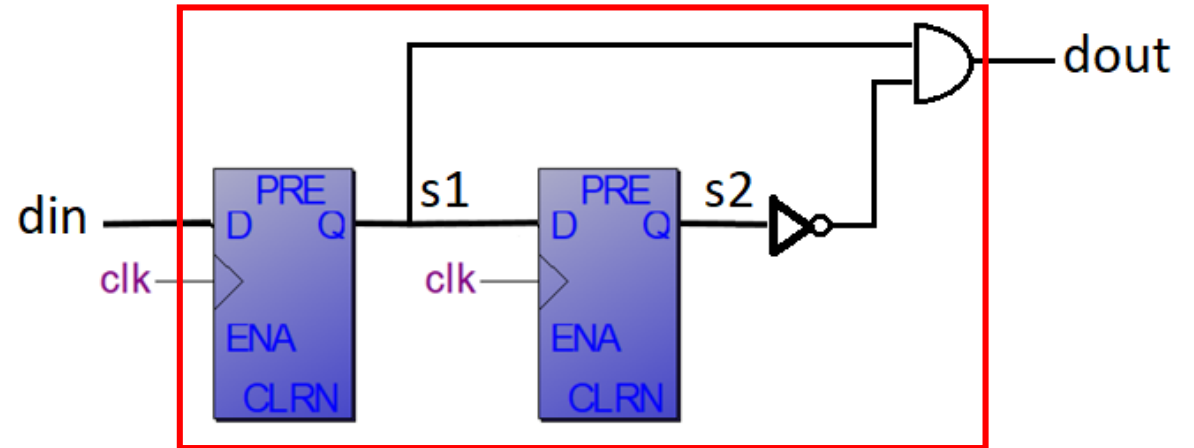 dout
s1
s2
din
PRE
D Q
clk
ENA
CLRN
PRE
D Q
clk
ENA
CLRN